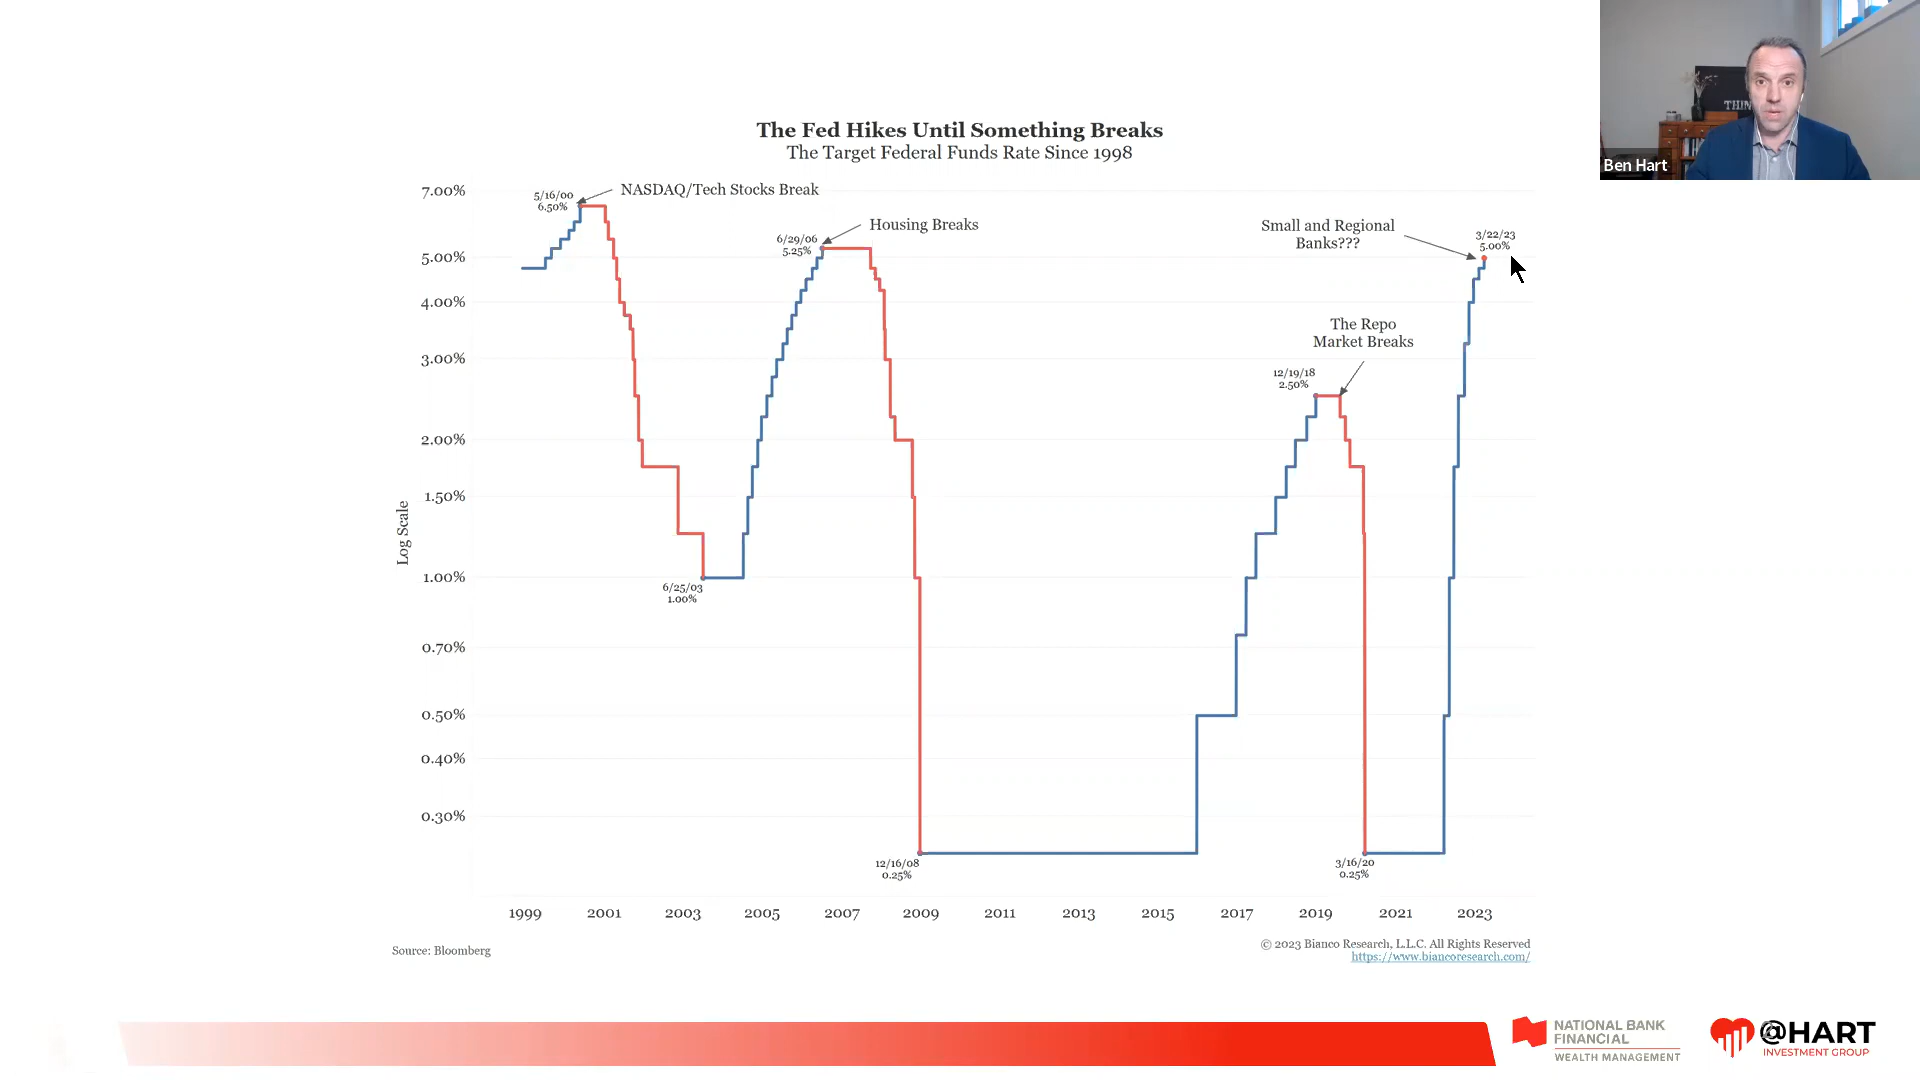 The Fed Hikes Until Something Breaks
The Target Federal Funds Rate Since 1998
THIN
Ben Hart
7.00%
5.00%
4.00%
3.00%
2.00%
1.50%
1.00%
0.70%
0.50%
0.40%
0.30%
Log Scale
5/16/00
6.50%
NASDAQ/Tech Stocks Break
6/29/06
5.25%
Housing Breaks
Small and Regional
Banks???
3/22/23
5.00%
The Repo
Market Breaks
12/19/18
2.50%
6/25/03
1.00%
12/16/08
0.25%
3/16/20
0.25%
1999 2001 2003 2005 2007 2009 2011 2013 2015 2017 2019 2021 2023
Source: Bloomberg
© 2023 Bianco Research, L.L.C. All Rights Reserved
https://www.biancoresearch.com/
NATIONAL BANK
FINANCIAL
WEALTH MANAGEMENT
@HART
INVESTMENT GROUP